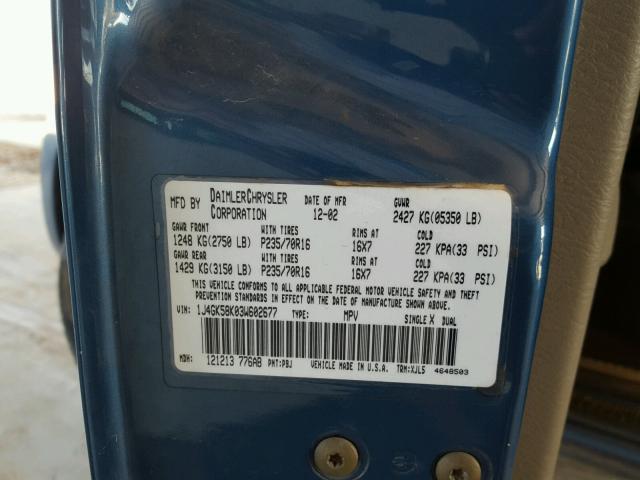 MFD BY DAIMLERCHRYSLER CORPORATION DATE OF MFR 12-02 GVWR 2427 KG(05350 LB)
GAWR FRONT WITH TIRES RIMS AT COLD
1248 KG(2750 LB) P235/70R16 16X7 227 KPA(33 PSI)
GAWR REAR WITH TIRES RIMS AT COLD
1429 KG(3150 LB) P235/70R16 16X7 227 KPA(33 PSI)
THIS VEHICLE CONFORMS TO ALL APPLICABLE FEDERAL MOTOR VEHICLE SAFETY AND THEFT
PREVENTION STANDARDS IN EFFECT ON THE DATE OF MANUFACTURE SHOWN ABOVE.
VIN: 1J4GK58K03W602677 TYPE: MPV SINGLE X DUAL
MDH: 121213 776AB PNT:PBJ VEHICLE MADE IN U.S.A. TRM:XJL5 4648503